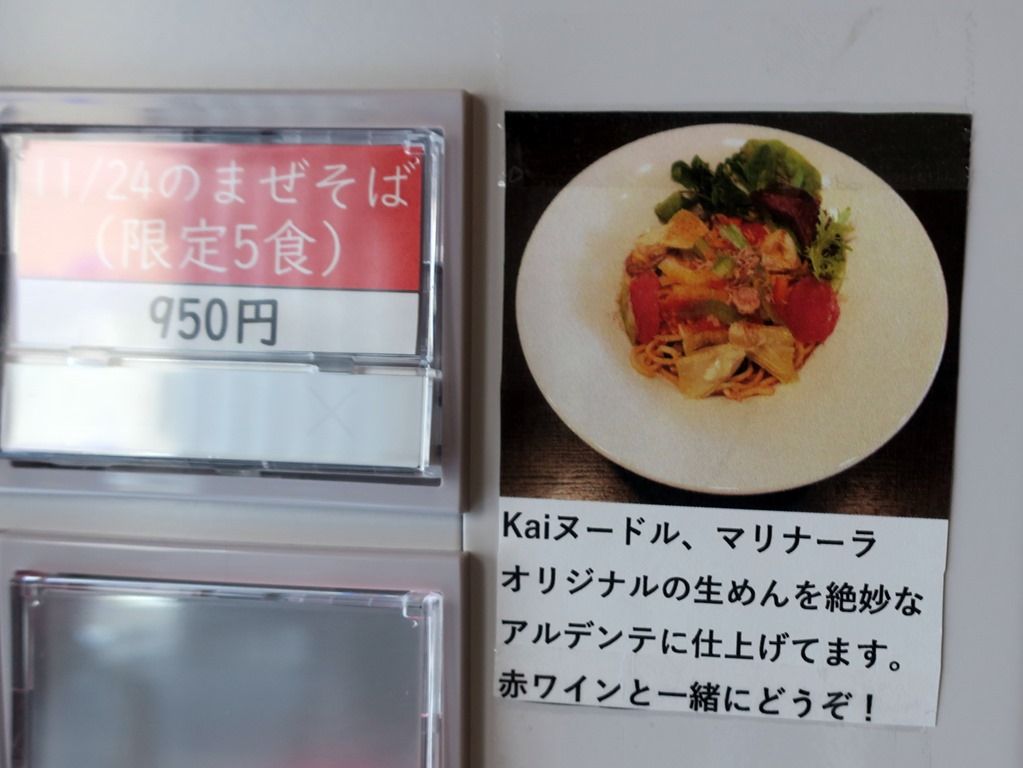 11/24のまぜそば
(限定5食)
950円
Kaiヌードル、マリナーラ
オリジナルの生めんを絶妙な
アルデンテに仕上げてます。
赤ワインと一緒にどうぞ！